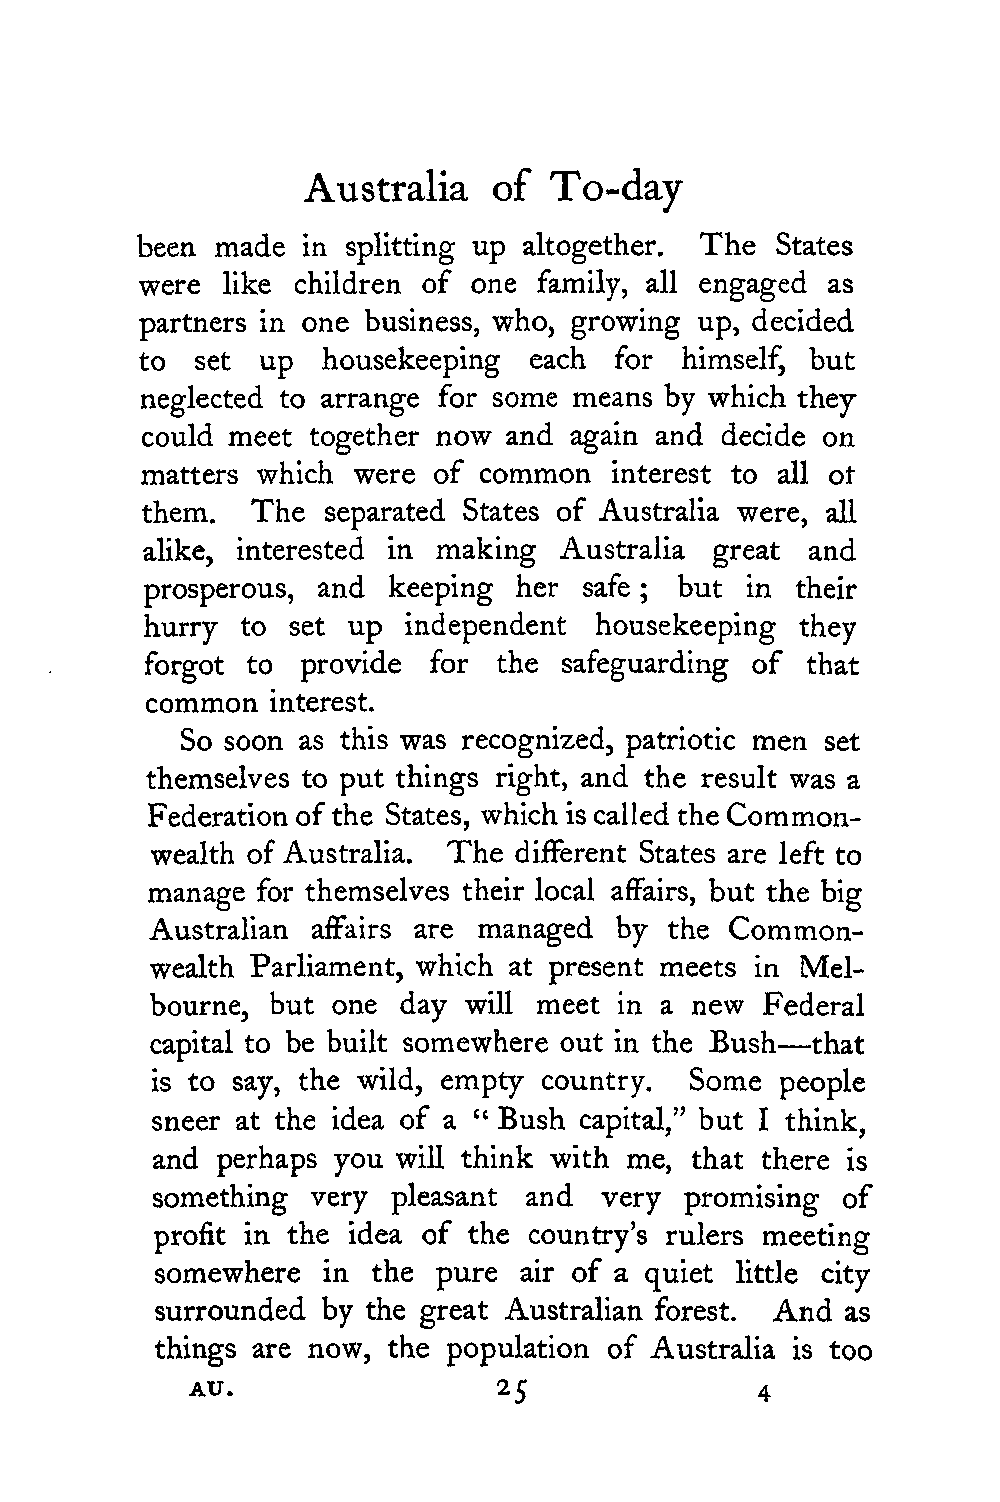 Australia of To-day
been made in splitting up altogether. The States
were like children of one family, all engaged as
partners in one business, who, growing up, decided
to set up housekeeping each for himself, but
neglected to arrange for some means by which they
could meet together now and again and decide on
matters which were of common interest to all ot
them. The separated States of Australia were, all
alike, interested in making Australia great and
prosperous, and keeping her safe ; but in their
hurry to set up independent housekeeping they
forgot to provide for the safeguarding of that
common interest.
So soon as this was recognized, patriotic men set
themselves to put things right, and the result was a
Federation of the States, which is called the Common-
wealth of Australia. The different States are left to
manage for themselves their local affairs, but the big
Australian affairs are managed by the Common-
wealth Parliament, which at present meets in Mel-
bourne, but one day will meet in a new Federal
capital to be built somewhere out in the Bush—that
is to say, the wild, empty country. Some people
sneer at the idea of a “ Bush capital,” but I think,
and perhaps you will think with me, that there is
something very pleasant and very promising of
profit in the idea of the country’s rulers meeting
somewhere in the pure air of a quiet little city
surrounded by the great Australian forest. And as
things are now, the population of Australia is too
AU. 25 4